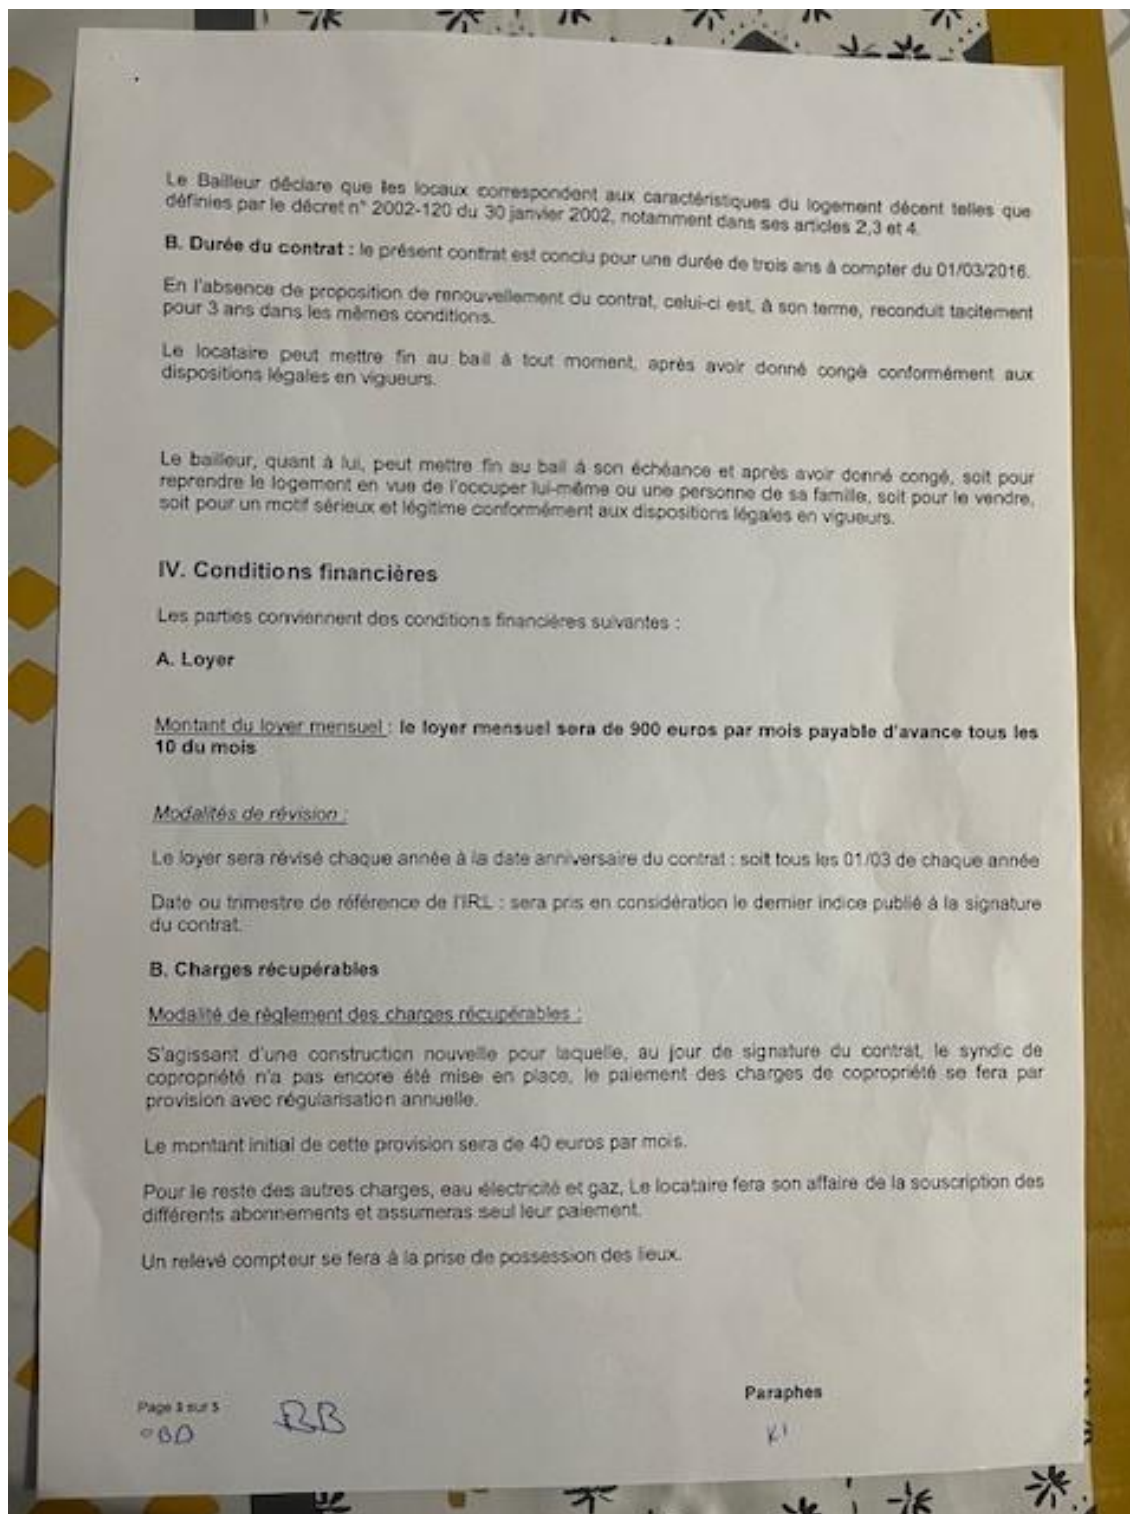 Le Bailleur déclare que les locaux correspondent aux caractéristiques du logement décent telles que
définies par le décret n° 2002-120 du 30 janvier 2002, notamment dans ses articles 2,3 et 4.
B. Durée du contrat : le présent contrat est conclu pour une durée de trois ans à compter du 01/03/2016.
En l'absence de proposition de renouvellement du contrat, celui-ci est, à son terme, reconduit tacitement
pour 3 ans dans les mêmes conditions.
Le locataire peut mettre fin au bail à tout moment, après avoir donné congé conformément aux
dispositions légales en vigueurs.
Le bailleur, quant à lui, peut mettre fin au bail à son échéance et après avoir donné congé, soit pour
reprendre le logement en vue de l'occuper lui-même ou une personne de sa famille, soit pour le vendre,
soit pour un motif sérieux et légitime conformément aux dispositions légales en vigueurs.
IV. Conditions financières
Les parties conviennent des conditions financières suivantes :
A. Loyer
Montant du loyer mensuel : le loyer mensuel sera de 900 euros par mois payable d'avance tous les
10 du mois
Modalités de révision :
Le loyer sera révisé chaque année à la date anniversaire du contrat : soit tous les 01/03 de chaque année
Date ou trimestre de référence de l'IRL : sera pris en considération le dernier indice publié à la signature
du contrat.
B. Charges récupérables
Modalité de règlement des charges récupérables :
S'agissant d'une construction nouvelle pour laquelle, au jour de signature du contrat, le syndic de
copropriété n'a pas encore été mise en place, le paiement des charges de copropriété se fera par
provision avec régularisation annuelle.
Le montant initial de cette provision sera de 40 euros par mois.
Pour le reste des autres charges, eau électricité et gaz, Le locataire fera son affaire de la souscription des
différents abonnements et assumeras seul leur paiement.
Un relevé compteur se fera à la prise de possession des lieux.
Paraphes
Page 3 sur 5
BB
KI